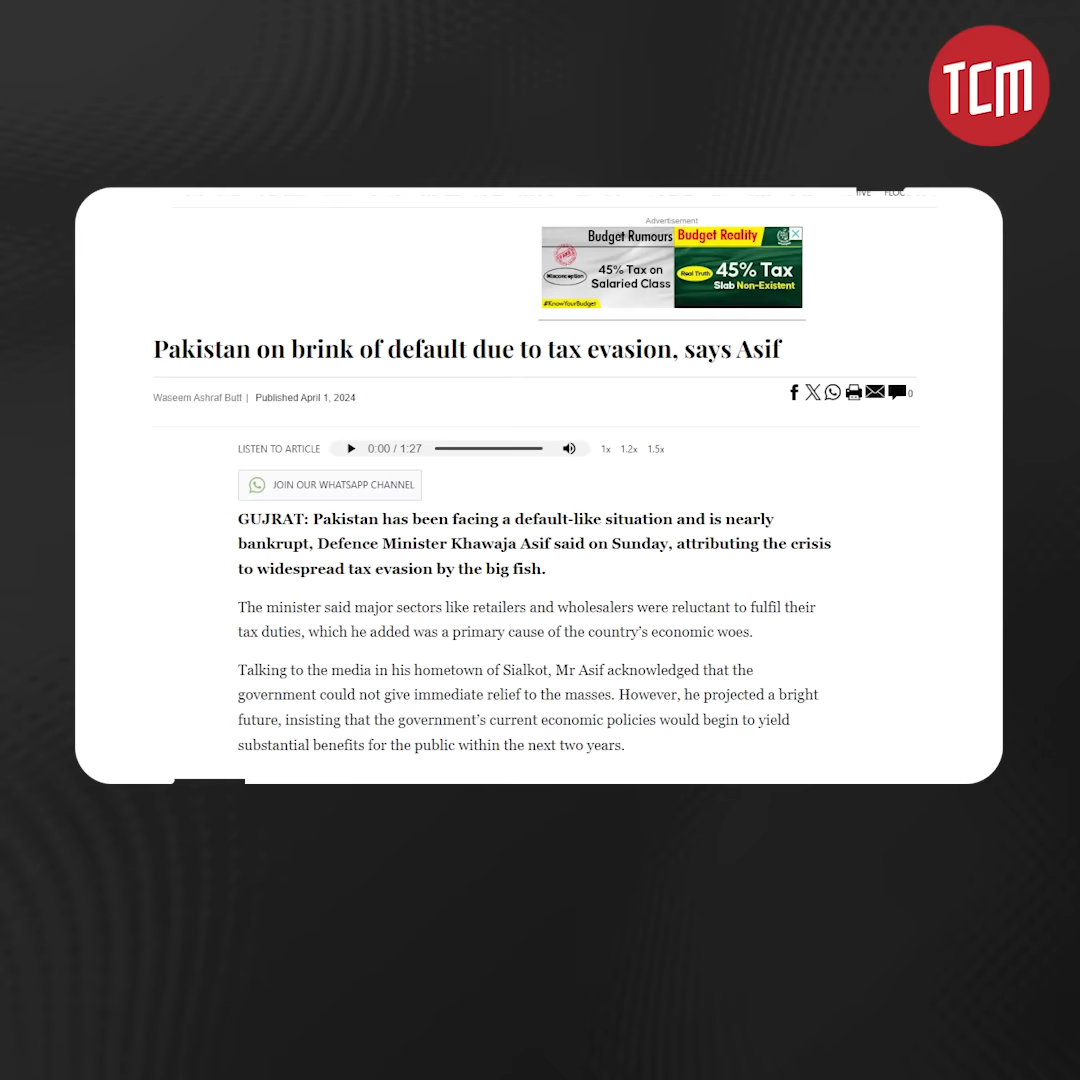 TCM
Advertisement
Budget Rumours Budget Reality
FAKE
Misconception
45% Tax on
Salaried Class
#KnowYourBudget
Real Truth
45% Tax
Slab Non-Existent
Pakistan on brink of default due to tax evasion, says Asif
Waseem Ashraf Butt | Published April 1, 2024
0
LISTEN TO ARTICLE 0:00 / 1:27 1x 1.2x 1.5x
JOIN OUR WHATSAPP CHANNEL
GUJRAT: Pakistan has been facing a default-like situation and is nearly
bankrupt, Defence Minister Khawaja Asif said on Sunday, attributing the crisis
to widespread tax evasion by the big fish.
The minister said major sectors like retailers and wholesalers were reluctant to fulfil their
tax duties, which he added was a primary cause of the country's economic woes.
Talking to the media in his hometown of Sialkot, Mr Asif acknowledged that the
government could not give immediate relief to the masses. However, he projected a bright
future, insisting that the government's current economic policies would begin to yield
substantial benefits for the public within the next two years.